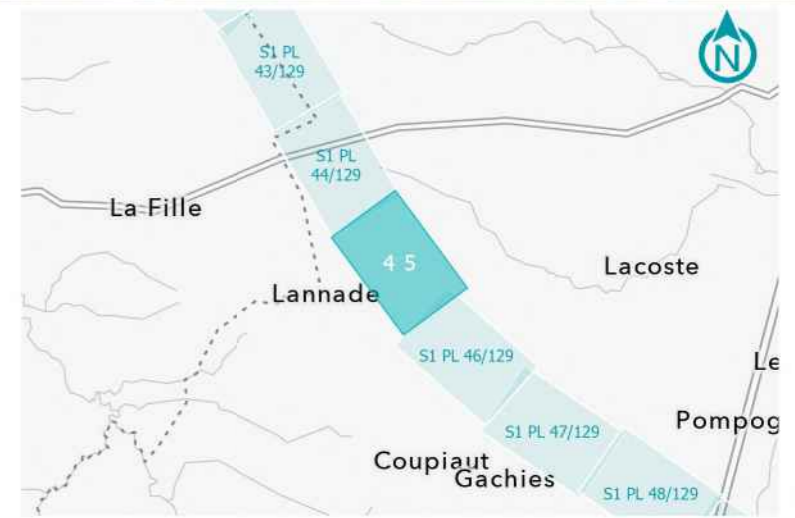 N
S1 PL
43/129
S1 PL
44/129
La Fille
4 5
Lacoste
Lannade
S1 PL 46/129
Le
Pompog
S1 PL 47/129
Coupiaut
Gachies
S1 PL 48/129